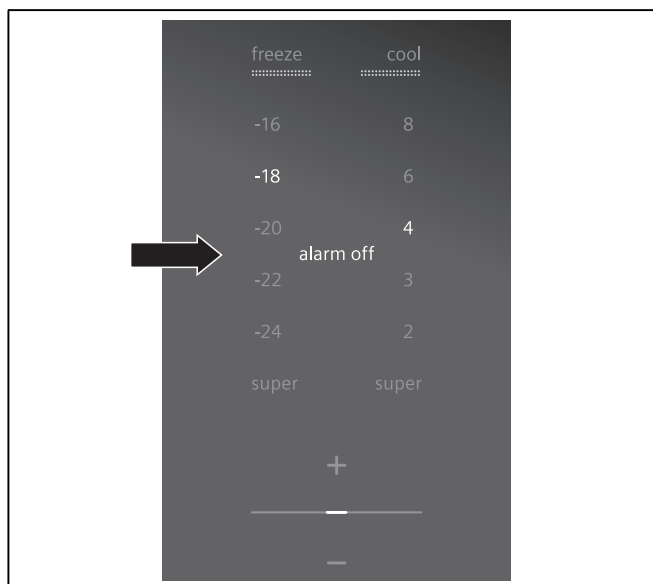 freeze cool
-16 8
-18 6
-20 4
alarm off
-22 3
-24 2
super super
+
−